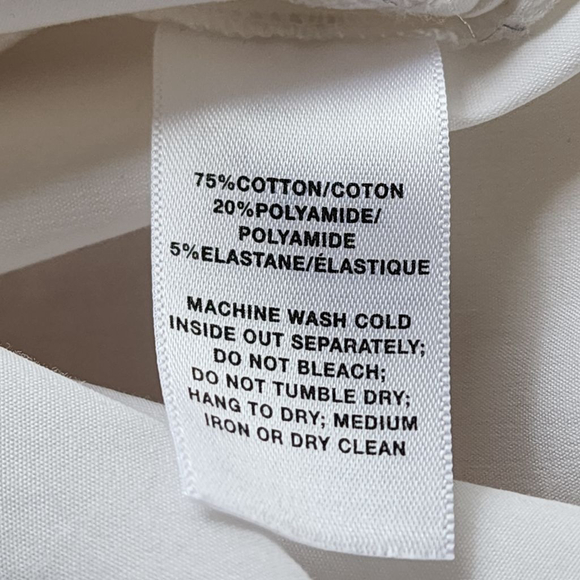 75%COTTON/COTON
20%POLYAMIDE/
POLYAMIDE
5%ELASTANE/ÉLASTIQUE
MACHINE WASH COLD
INSIDE OUT SEPARATELY;
DO NOT BLEACH;
DO NOT TUMBLE DRY;
HANG TO DRY; MEDIUM
IRON OR DRY CLEAN